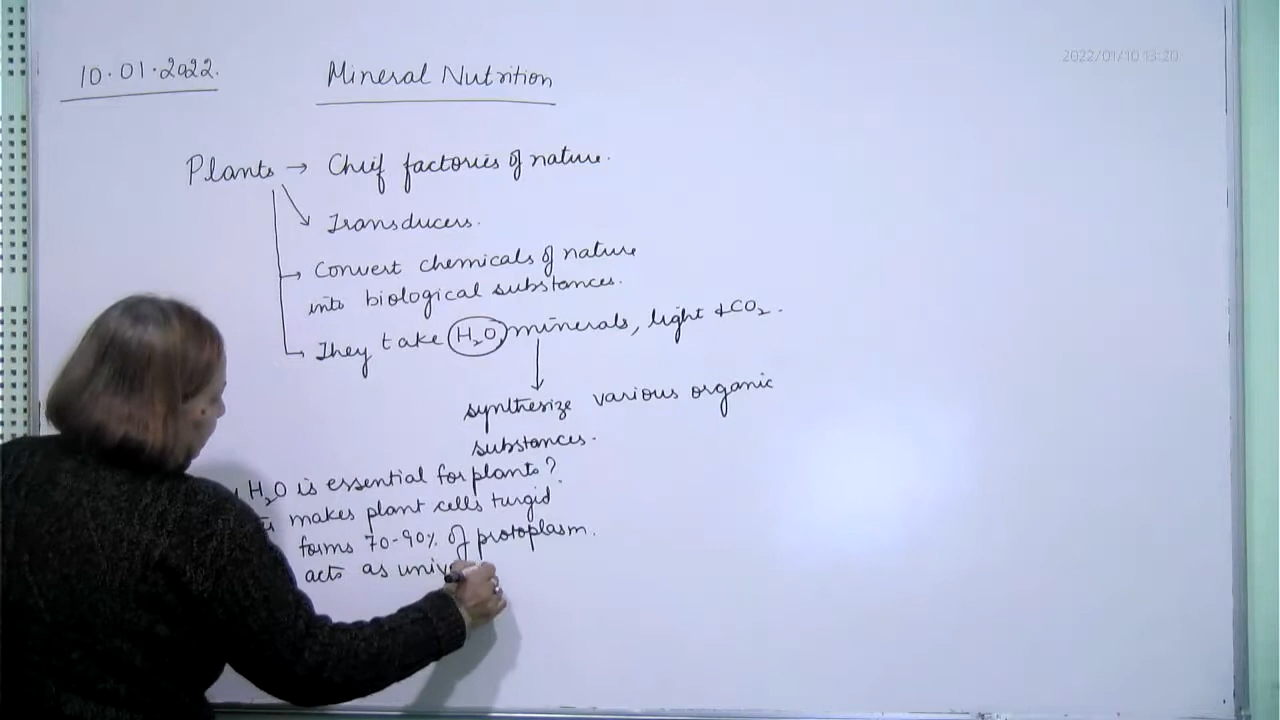 2022/01/10 13:20
10.01.2022.
Mineral Nutrition
Plants → Chief factories of nature.
Transducers.
Convert chemicals of nature
into biological substances.
They take H₂O, minerals, light & CO₂.
synthesize various organic
substances.
H₂O is essential for plants?
makes plant cells turgid
forms 70-90% of protoplasm.
acts as